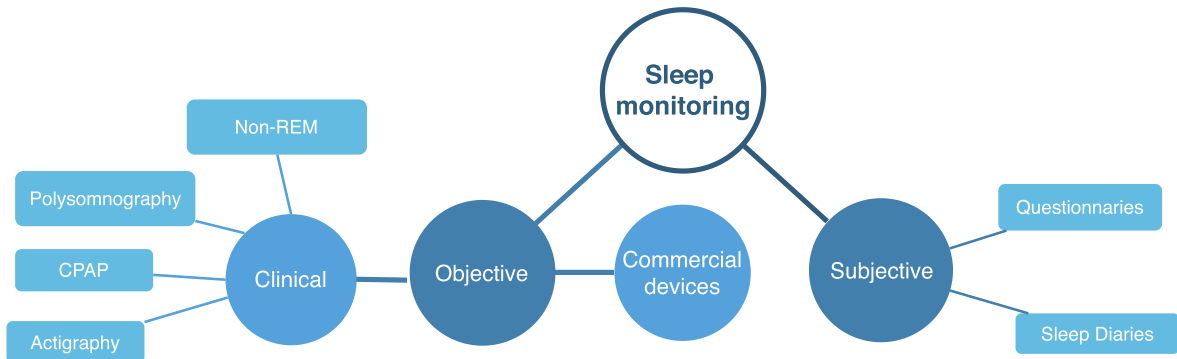 Sleep
monitoring
Non-REM
Polysomnography
CPAP
Actigraphy
Clinical
Objective
Commercial
devices
Subjective
Questionnaries
Sleep Diaries